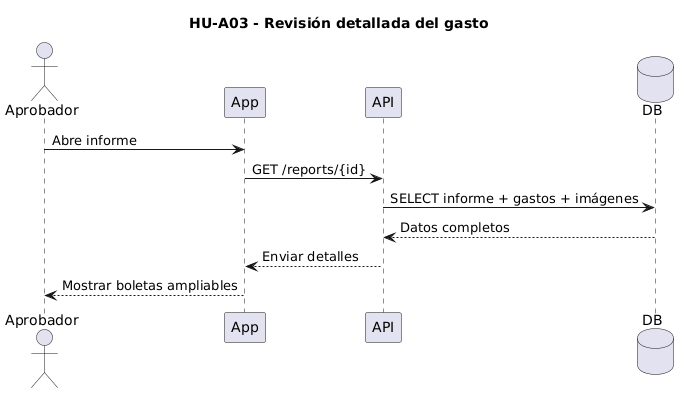 HU-A03 - Revisión detallada del gasto
Aprobador
App
API
DB
Abre informe
GET /reports/{id}
SELECT informe + gastos + imágenes
Datos completos
Enviar detalles
Mostrar boletas ampliables
Aprobador
App
API
DB